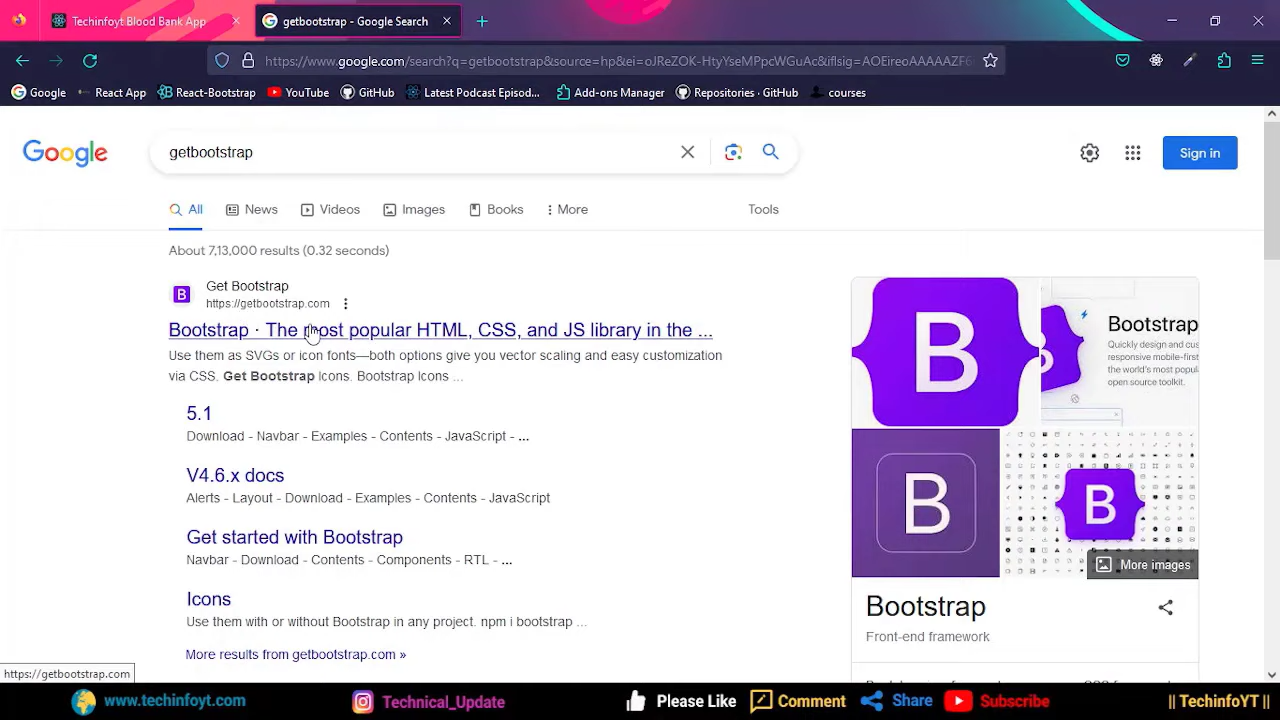 Techinfoyt Blood Bank App
getbootstrap - Google Search
https://www.google.com/search?q=getbootstrap&source=hp&ei=oJReZOK-HtyYseMPpcWGuAc&iflsig=AOEireoAAAAAZF6
Google
React App
React-Bootstrap
YouTube
GitHub
Latest Podcast Episod...
Add-ons Manager
Repositories · GitHub
courses
Google
getbootstrap
Sign in
All
News
Videos
Images
Books
More
Tools
About 7,13,000 results (0.32 seconds)
B
Get Bootstrap
https://getbootstrap.com
Bootstrap · The most popular HTML, CSS, and JS library in the ...
Use them as SVGs or icon fonts—both options give you vector scaling and easy customization
via CSS. Get Bootstrap Icons. Bootstrap Icons ...
5.1
Download - Navbar - Examples - Contents - JavaScript - ...
V4.6.x docs
Alerts - Layout - Download - Examples - Contents - JavaScript
Get started with Bootstrap
Navbar - Download - Contents - Components - RTL - ...
Icons
Use them with or without Bootstrap in any project. npm i bootstrap ...
More results from getbootstrap.com »
B
B
Bootstrap
Quickly design and cus
responsive mobile-first
the world's most popul
open source toolkit.
B
B
More images
Bootstrap
Front-end framework
https://getbootstrap.com
www.techinfoyt.com
Technical_Update
Please Like
Comment
Share
Subscribe
|| TechinfoYT ||